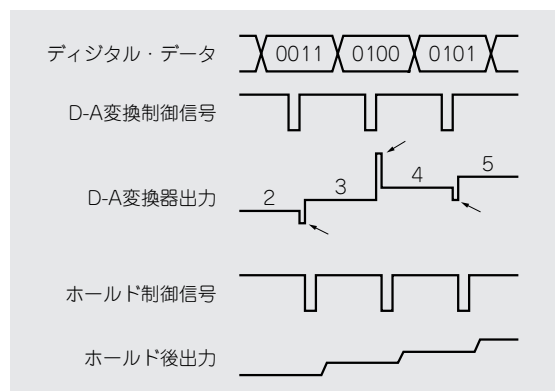 ディジタル・データ 0011 0100 0101
D-A変換制御信号
D-A変換器出力 2 3 4 5
ホールド制御信号
ホールド後出力